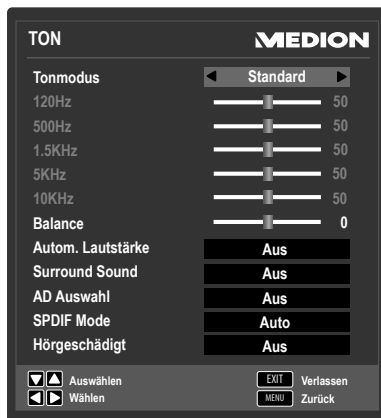 TON MEDION
Tonmodus Standard
120Hz 50
500Hz 50
1.5KHz 50
5KHz 50
10KHz 50
Balance 0
Autom. Lautstärke Aus
Surround Sound Aus
AD Auswahl Aus
SPDIF Mode Auto
Hörgeschädigt Aus
Auswählen EXIT Verlassen
Wählen MENU Zurück